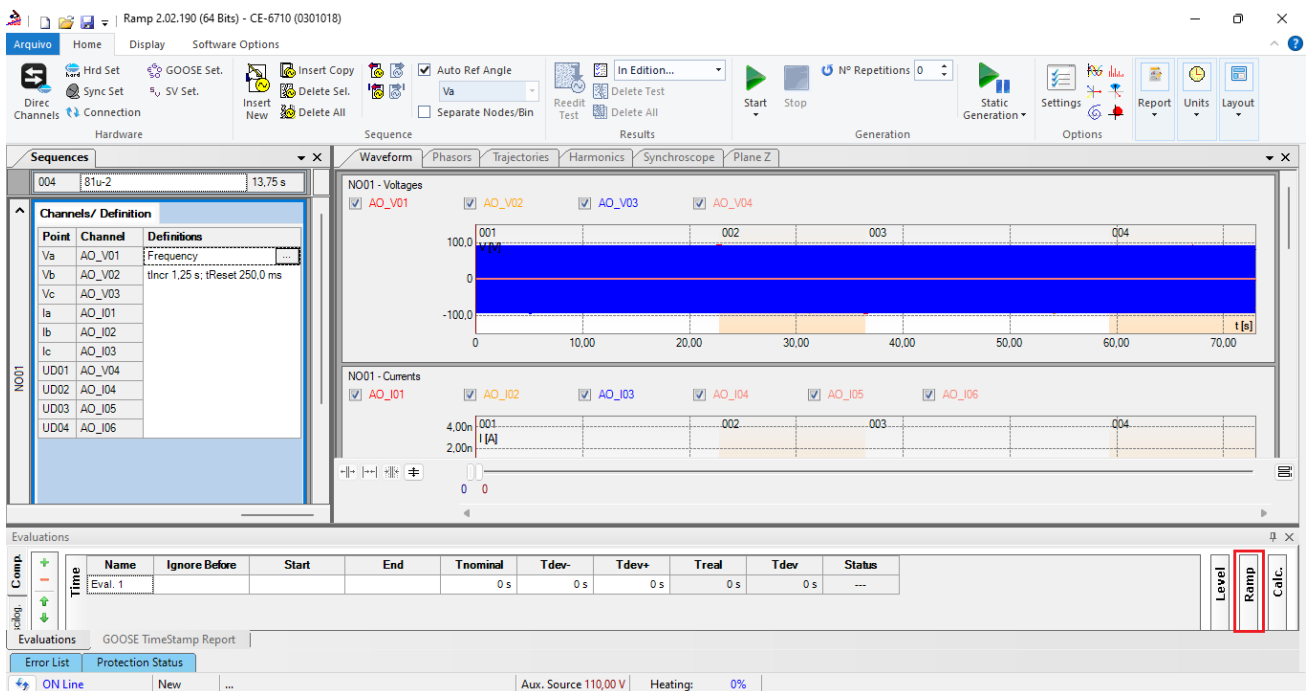 Ramp 2.02.190 (64 Bits) - CE-6710 (0301018)
Arquivo Home Display Software Options
Direc Channels
Hrd Set
Sync Set
Connection
GOOSE Set.
SV Set.
Hardware
Insert New
Insert Copy
Delete Sel.
Delete All
Auto Ref Angle
Va
Separate Nodes/Bin
Sequence
Reedit Test
In Edition...
Delete Test
Delete All
Results
Start
Stop
Nº Repetitions 0
Static Generation
Generation
Settings
Options
Report
Units
Layout
Sequences
004 81u-2 13,75 s
Channels/ Definition
Point Channel Definitions
Va AO_V01 Frequency ...
Vb AO_V02 tIncr 1,25 s; tReset 250,0 ms
Vc AO_V03
Ia AO_I01
Ib AO_I02
Ic AO_I03
UD01 AO_V04
UD02 AO_I04
UD03 AO_I05
UD04 AO_I06
NO01
Waveform Phasors Trajectories Harmonics Synchroscope Plane Z
NO01 - Voltages
AO_V01 AO_V02 AO_V03 AO_V04
001 002 003 004
100,0 V [V]
0
-100,0
t [s]
0 10,00 20,00 30,00 40,00 50,00 60,00 70,00
NO01 - Currents
AO_I01 AO_I02 AO_I03 AO_I04 AO_I05 AO_I06
4,00n 001 002 003 004
I [A]
2,00n
0 0
Evaluations
Comp.
Time
Name Ignore Before Start End Tnominal Tdev- Tdev+ Treal Tdev Status
Eval. 1 0 s 0 s 0 s 0 s 0 s ---
Level
Ramp
Calc.
Evaluations GOOSE TimeStamp Report
Error List Protection Status
ON Line New ... Aux. Source 110,00 V Heating: 0%